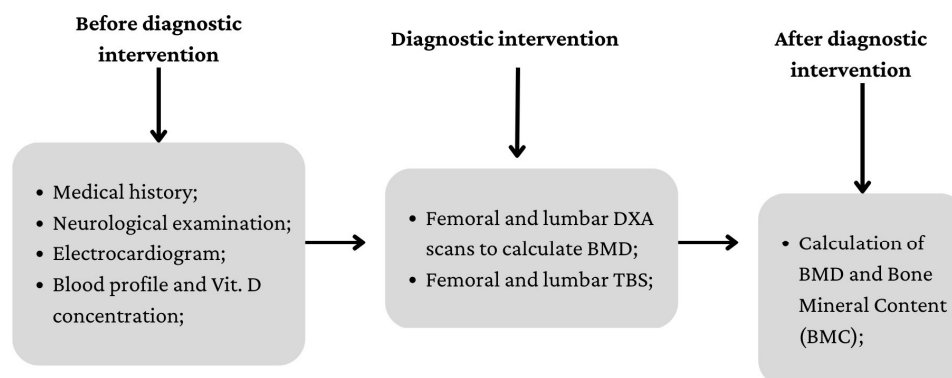 Before diagnostic
intervention
• Medical history;
• Neurological examination;
• Electrocardiogram;
• Blood profile and Vit. D
concentration;
Diagnostic intervention
• Femoral and lumbar DXA
scans to calculate BMD;
• Femoral and lumbar TBS;
After diagnostic
intervention
• Calculation of
BMD and Bone
Mineral Content
(BMC);